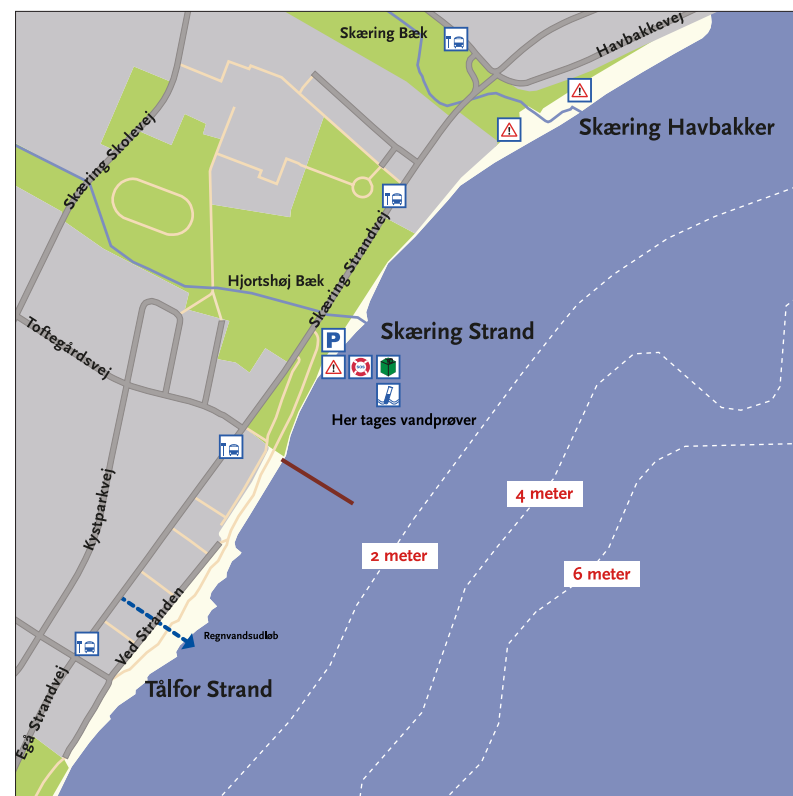 Skæring Bæk
Havbakkevej
Skæring Havbakker
Skæring Skolevej
Skæring Strandvej
Hjortshøj Bæk
Skæring Strand
P
SOS
Toftegårdsvej
Her tages vandprøver
Kystparkvej
4 meter
2 meter
6 meter
Ved Stranden
Regnvandsudløb
Tålfor Strand
Egå Strandvej